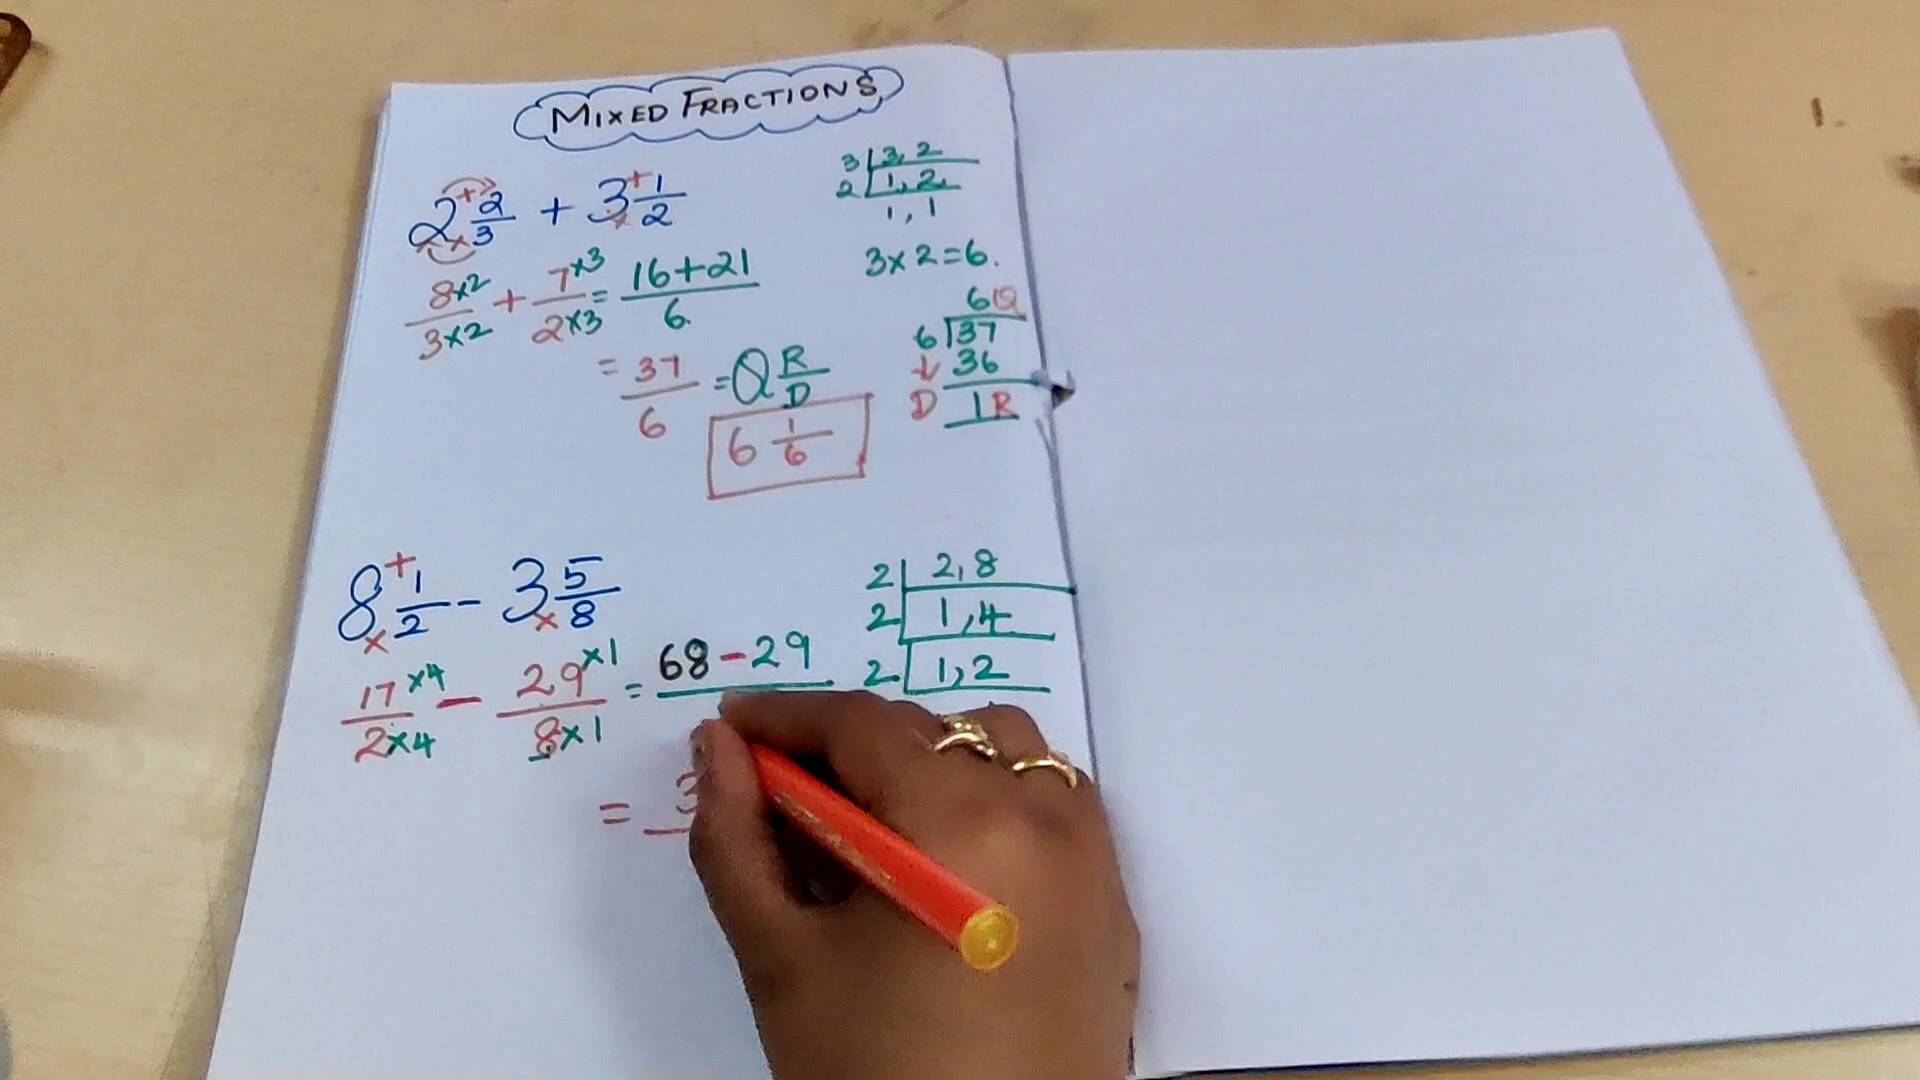 MIXED FRACTIONS
2 + 2/3 + 3 + 1/2
× ×
8×2/3×2 + 7×3/2×3 = 16+21/6
= 37/6 = Q R/D
6 1/6
3 | 3, 2
2 | 1, 2,
1, 1
3×2=6.
6 Q
6 37
↓ 36
D 1 R
8 + 1/2 - 3 5/8
× ×
17×4/2×4 - 29×1/8×1 = 68-29
= 3
2 | 2, 8
2 | 1, 4
2 | 1, 2